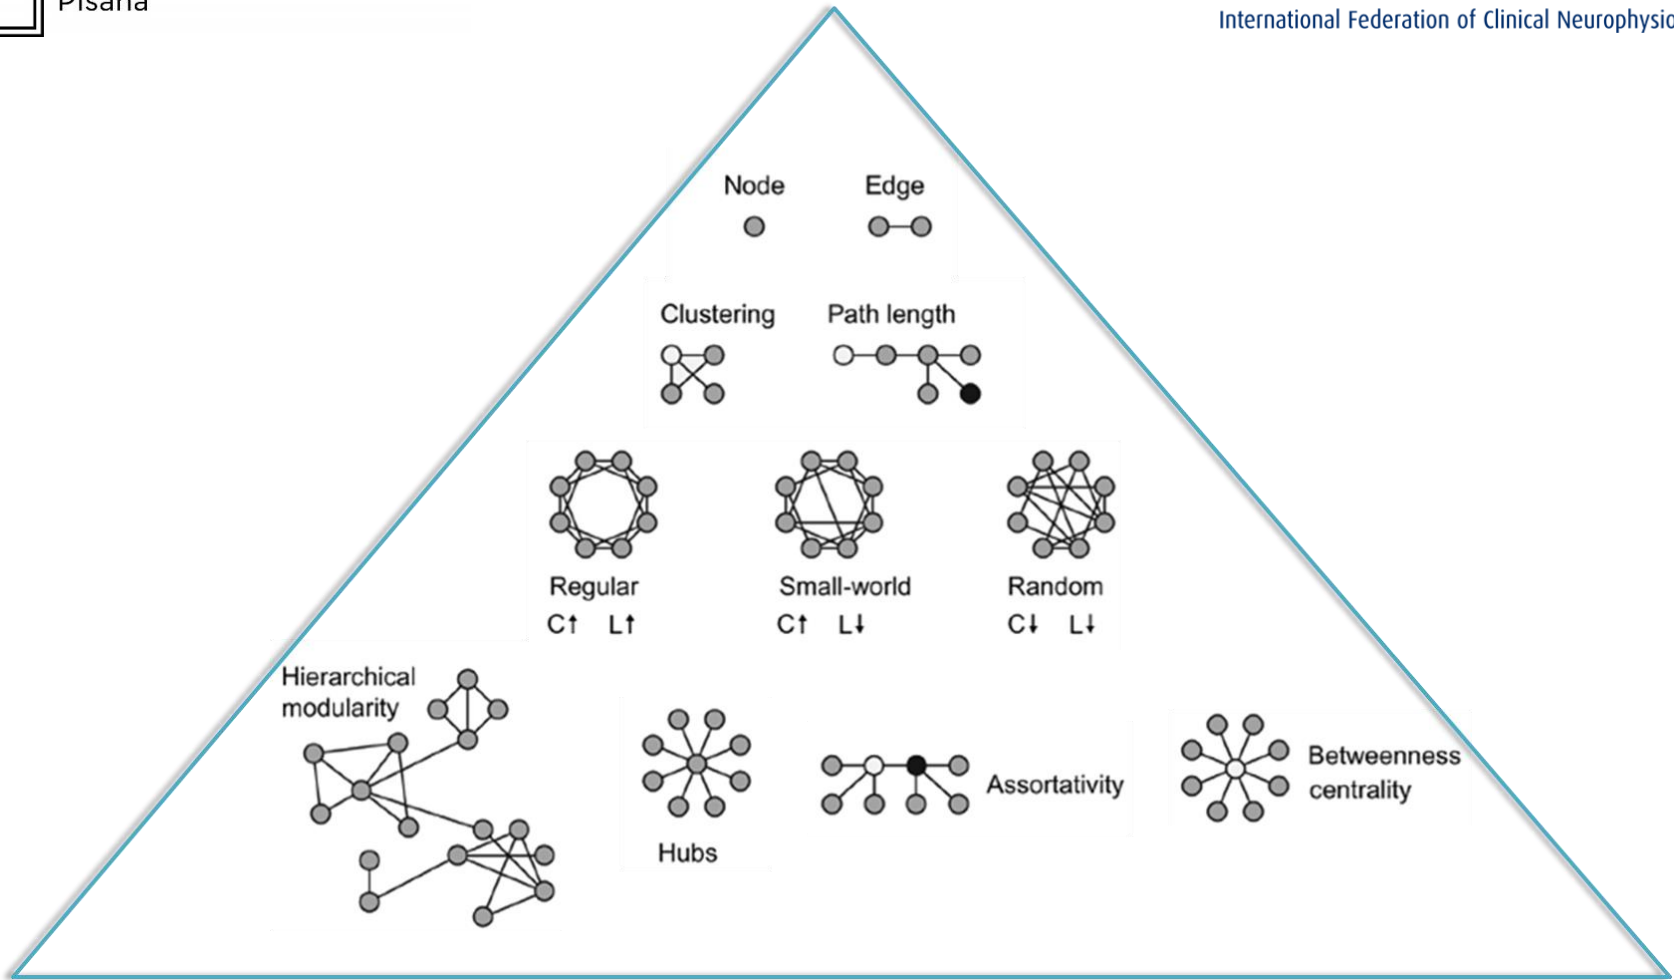 Pisana
International Federation of Clinical Neurophysio
Node
Edge
Clustering
Path length
Regular
C↑ L↑
Small-world
C↑ L↓
Random
C↓ L↓
Hierarchical
modularity
Hubs
Assortativity
Betweenness
centrality